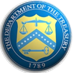 THE DEPARTMENT OF THE TREASURY
1789